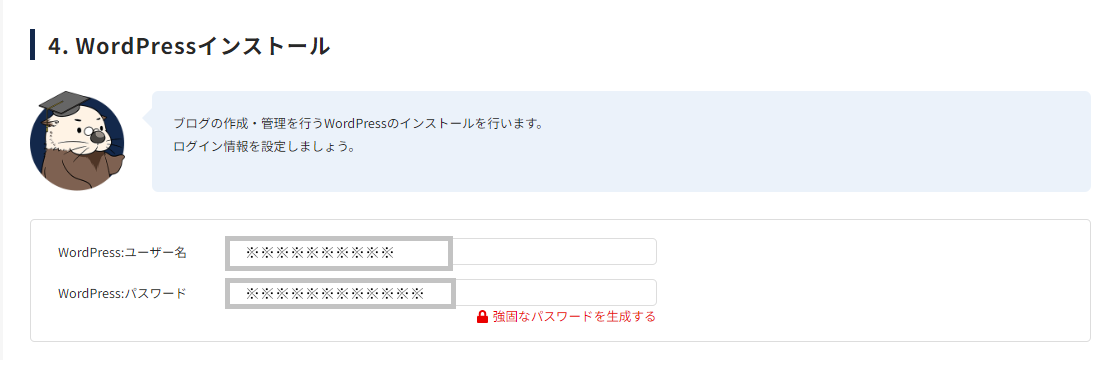 4. WordPressインストール
ブログの作成・管理を行うWordPressのインストールを行います。
ログイン情報を設定しましょう。
WordPress:ユーザー名
※※※※※※※※※※
WordPress:パスワード
※※※※※※※※※※※※
強固なパスワードを生成する